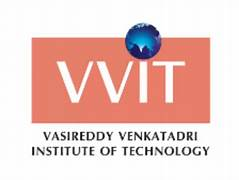 VVIT
VASIREDDY VENKATADRI
INSTITUTE OF TECHNOLOGY